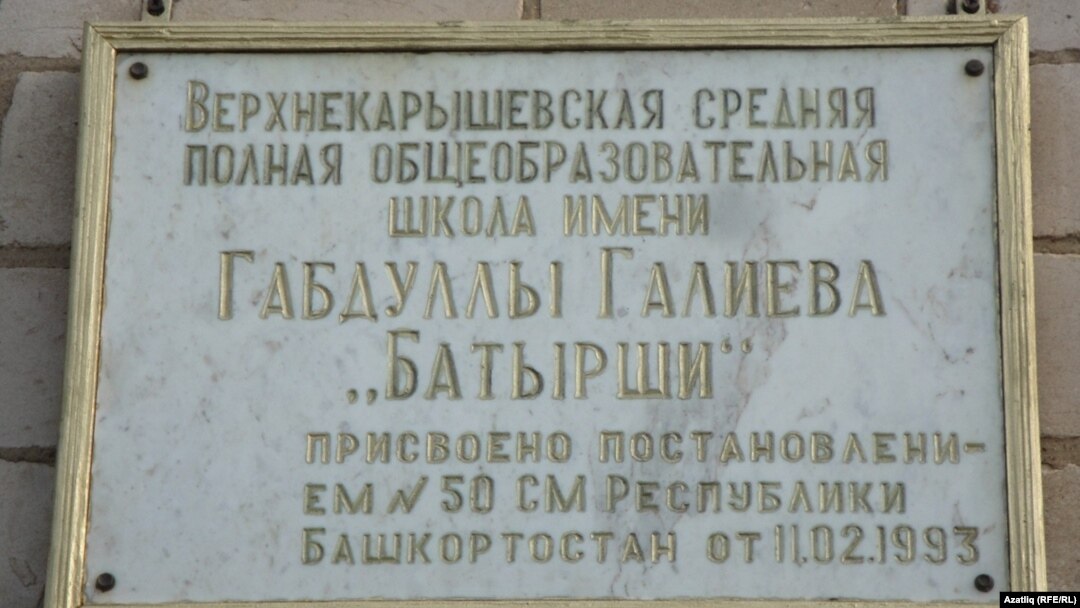 Верхнекарышевская средняя
полная общеобразовательная
школа имени
Габдуллы Галиева
„Батырши“
присвоено постановлени-
ем № 50 СМ Республики
Башкортостан от 11.02.1993
Azatliq (RFE/RL)